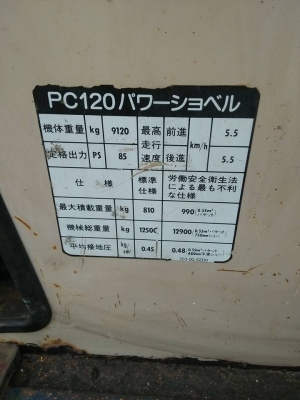 PC120パワーショベル
機体重量 kg 9120 最高走行速度 前進 km/h 5.5
定格出力 PS 85 後進 5.5
仕様 標準仕様 労働安全衛生法による最も不利な仕様
最大積載重量 kg 810 990
機械総重量 kg 12500 12900
平均接地圧 0.45 0.48